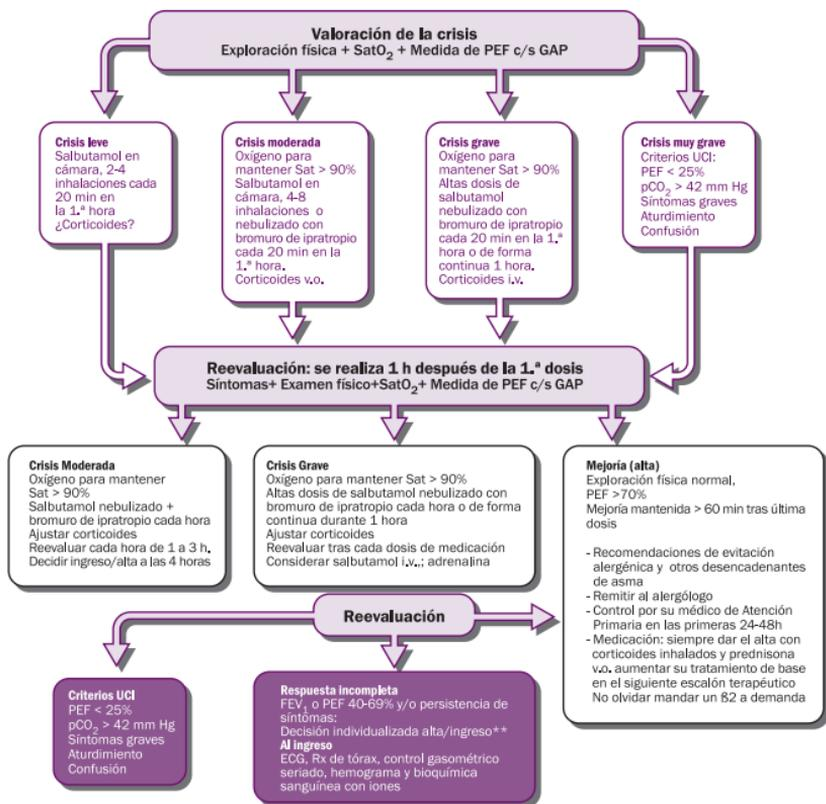 Valoración de la crisis
Exploración física + SatO₂ + Medida de PEF c/s GAP
Crisis leve
Salbutamol en
cámara, 2-4
inhalaciones cada
20 min en
la 1.ª hora
¿Corticoides?
Crisis moderada
Oxígeno para
mantener Sat > 90%
Salbutamol en
cámara, 4-8
inhalaciones o
nebulizado con
bromuro de ipratropio
cada 20 min en la
1.ª hora.
Corticoides v.o.
Crisis grave
Oxígeno para
mantener Sat > 90%
Altas dosis de
salbutamol
nebulizado con
bromuro de ipratropio
cada 20 min en la 1.ª
hora o de forma
continua 1 hora.
Corticoides i.v.
Crisis muy grave
Criterios UCI:
PEF < 25%
pCO₂ > 42 mm Hg
Síntomas graves
Aturdimiento
Confusión
Reevaluación: se realiza 1 h después de la 1.ª dosis
Síntomas+ Examen físico+SatO₂+ Medida de PEF c/s GAP
Crisis Moderada
Oxígeno para mantener
Sat > 90%
Salbutamol nebulizado +
bromuro de ipratropio cada hora
Ajustar corticoides
Reevaluar cada hora de 1 a 3 h.
Decidir ingreso/alta a las 4 horas
Crisis Grave
Oxígeno para mantener Sat > 90%
Altas dosis de salbutamol nebulizado con
bromuro de ipratropio cada hora o de forma
continua durante 1 hora
Ajustar corticoides
Reevaluar tras cada dosis de medicación
Considerar salbutamol i.v.; adrenalina
Mejoría (alta)
Exploración física normal,
PEF >70%
Mejoría mantenida > 60 min tras última
dosis
- Recomendaciones de evitación
alergénica y otros desencadenantes
de asma
- Remitir al alergólogo
- Control por su médico de Atención
Primaria en las primeras 24-48h
- Medicación: siempre dar el alta con
corticoides inhalados y prednisona
v.o. aumentar su tratamiento de base
en el siguiente escalón terapéutico
No olvidar mandar un ß2 a demanda
Reevaluación
Criterios UCI
PEF < 25%
pCO₂ > 42 mm Hg
Síntomas graves
Aturdimiento
Confusión
Respuesta incompleta
FEV₁ o PEF 40-69% y/o persistencia de
síntomas:
Decisión individualizada alta/ingreso**
Al ingreso
ECG, Rx de tórax, control gasométrico
seriado, hemograma y bioquímica
sanguínea con iones